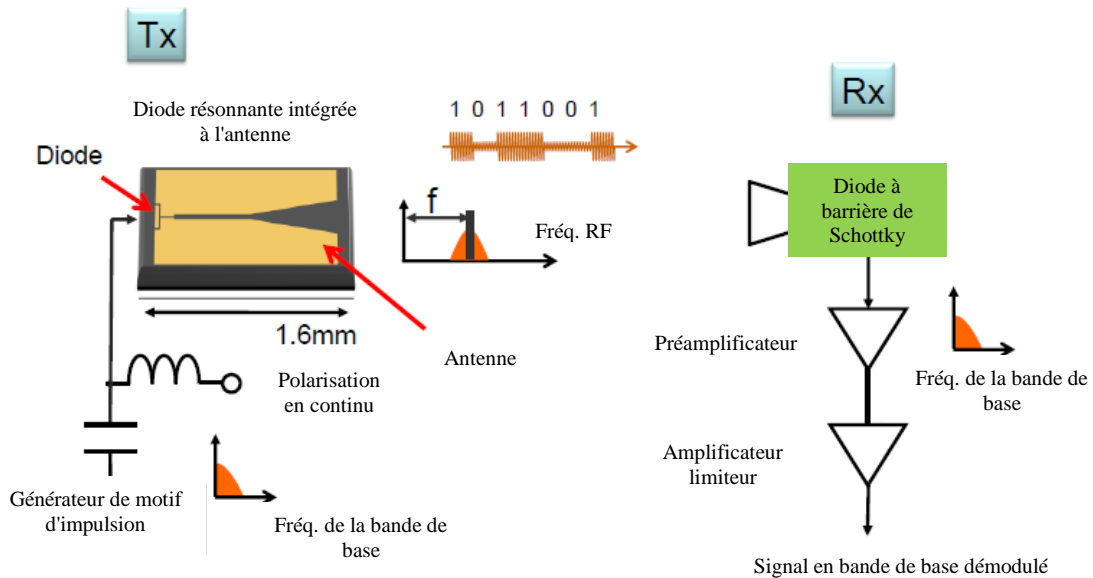 Tx
Diode résonnante intégrée
à l'antenne
Diode
1 0 1 1 0 0 1
f
Fréq. RF
1.6mm
Antenne
Polarisation
en continu
Générateur de motif
d'impulsion
Fréq. de la bande de
base
Rx
Diode à
barrière de
Schottky
Préamplificateur
Fréq. de la bande de
base
Amplificateur
limiteur
Signal en bande de base démodulé